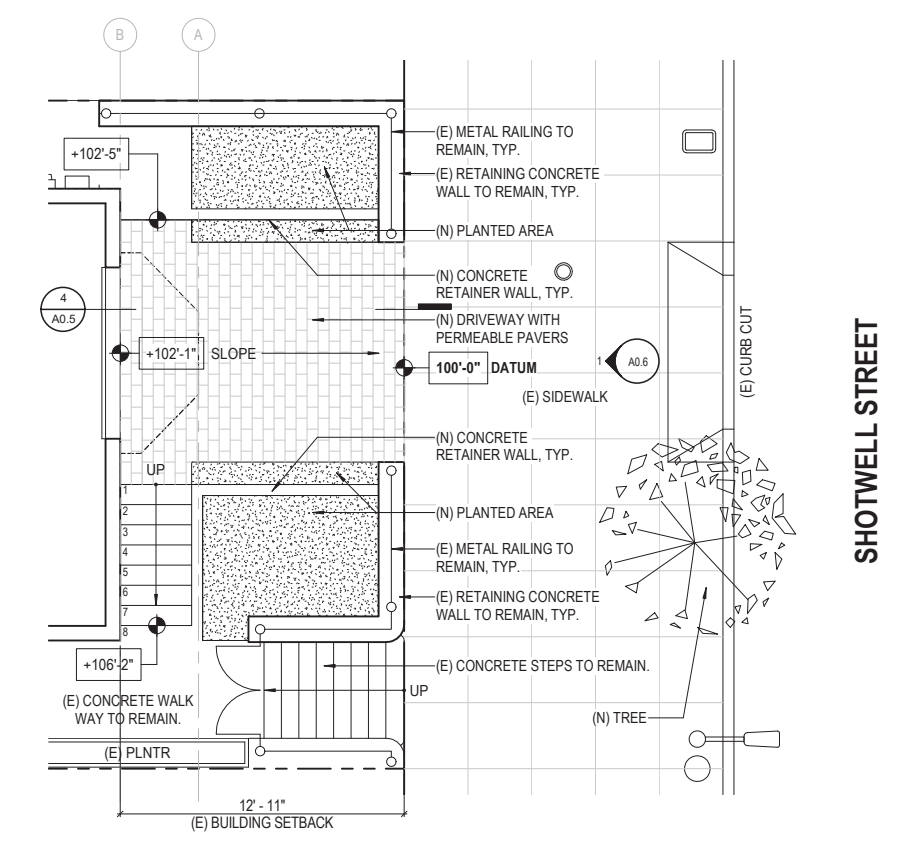 B
A
(E) METAL RAILING TO
REMAIN, TYP.
+102'-5"
(E) RETAINING CONCRETE
WALL TO REMAIN, TYP.
(N) PLANTED AREA
(N) CONCRETE
RETAINER WALL, TYP.
4
A0.5
(N) DRIVEWAY WITH
PERMEABLE PAVERS
+102'-1"
SLOPE
100'-0" DATUM
1
A0.6
(E) SIDEWALK
(E) CURB CUT
SHOTWELL STREET
(N) CONCRETE
RETAINER WALL, TYP.
UP
1
2
3
4
5
6
7
8
(N) PLANTED AREA
(E) METAL RAILING TO
REMAIN, TYP.
(E) RETAINING CONCRETE
WALL TO REMAIN, TYP.
+106'-2"
(E) CONCRETE STEPS TO REMAIN.
UP
(E) CONCRETE WALK
WAY TO REMAIN.
(N) TREE
(E) PLNTR
12' - 11"
(E) BUILDING SETBACK